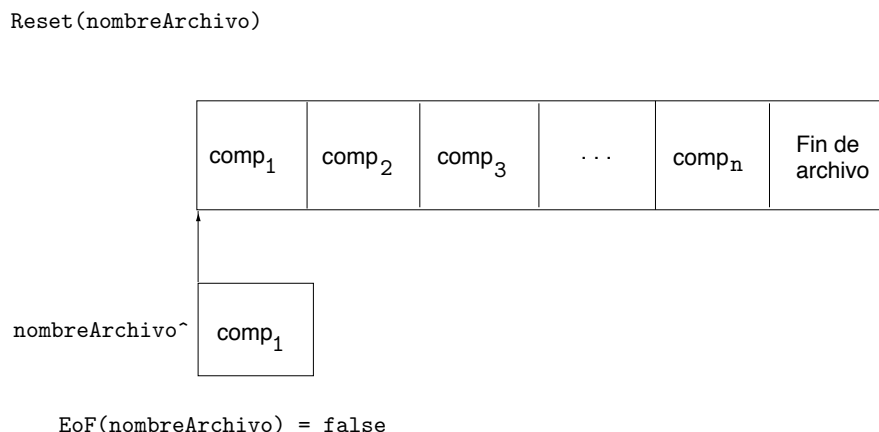 Reset(nombreArchivo)
comp1 comp2 comp3 ... compn Fin de
archivo
nombreArchivo^ comp1
EoF(nombreArchivo) = false